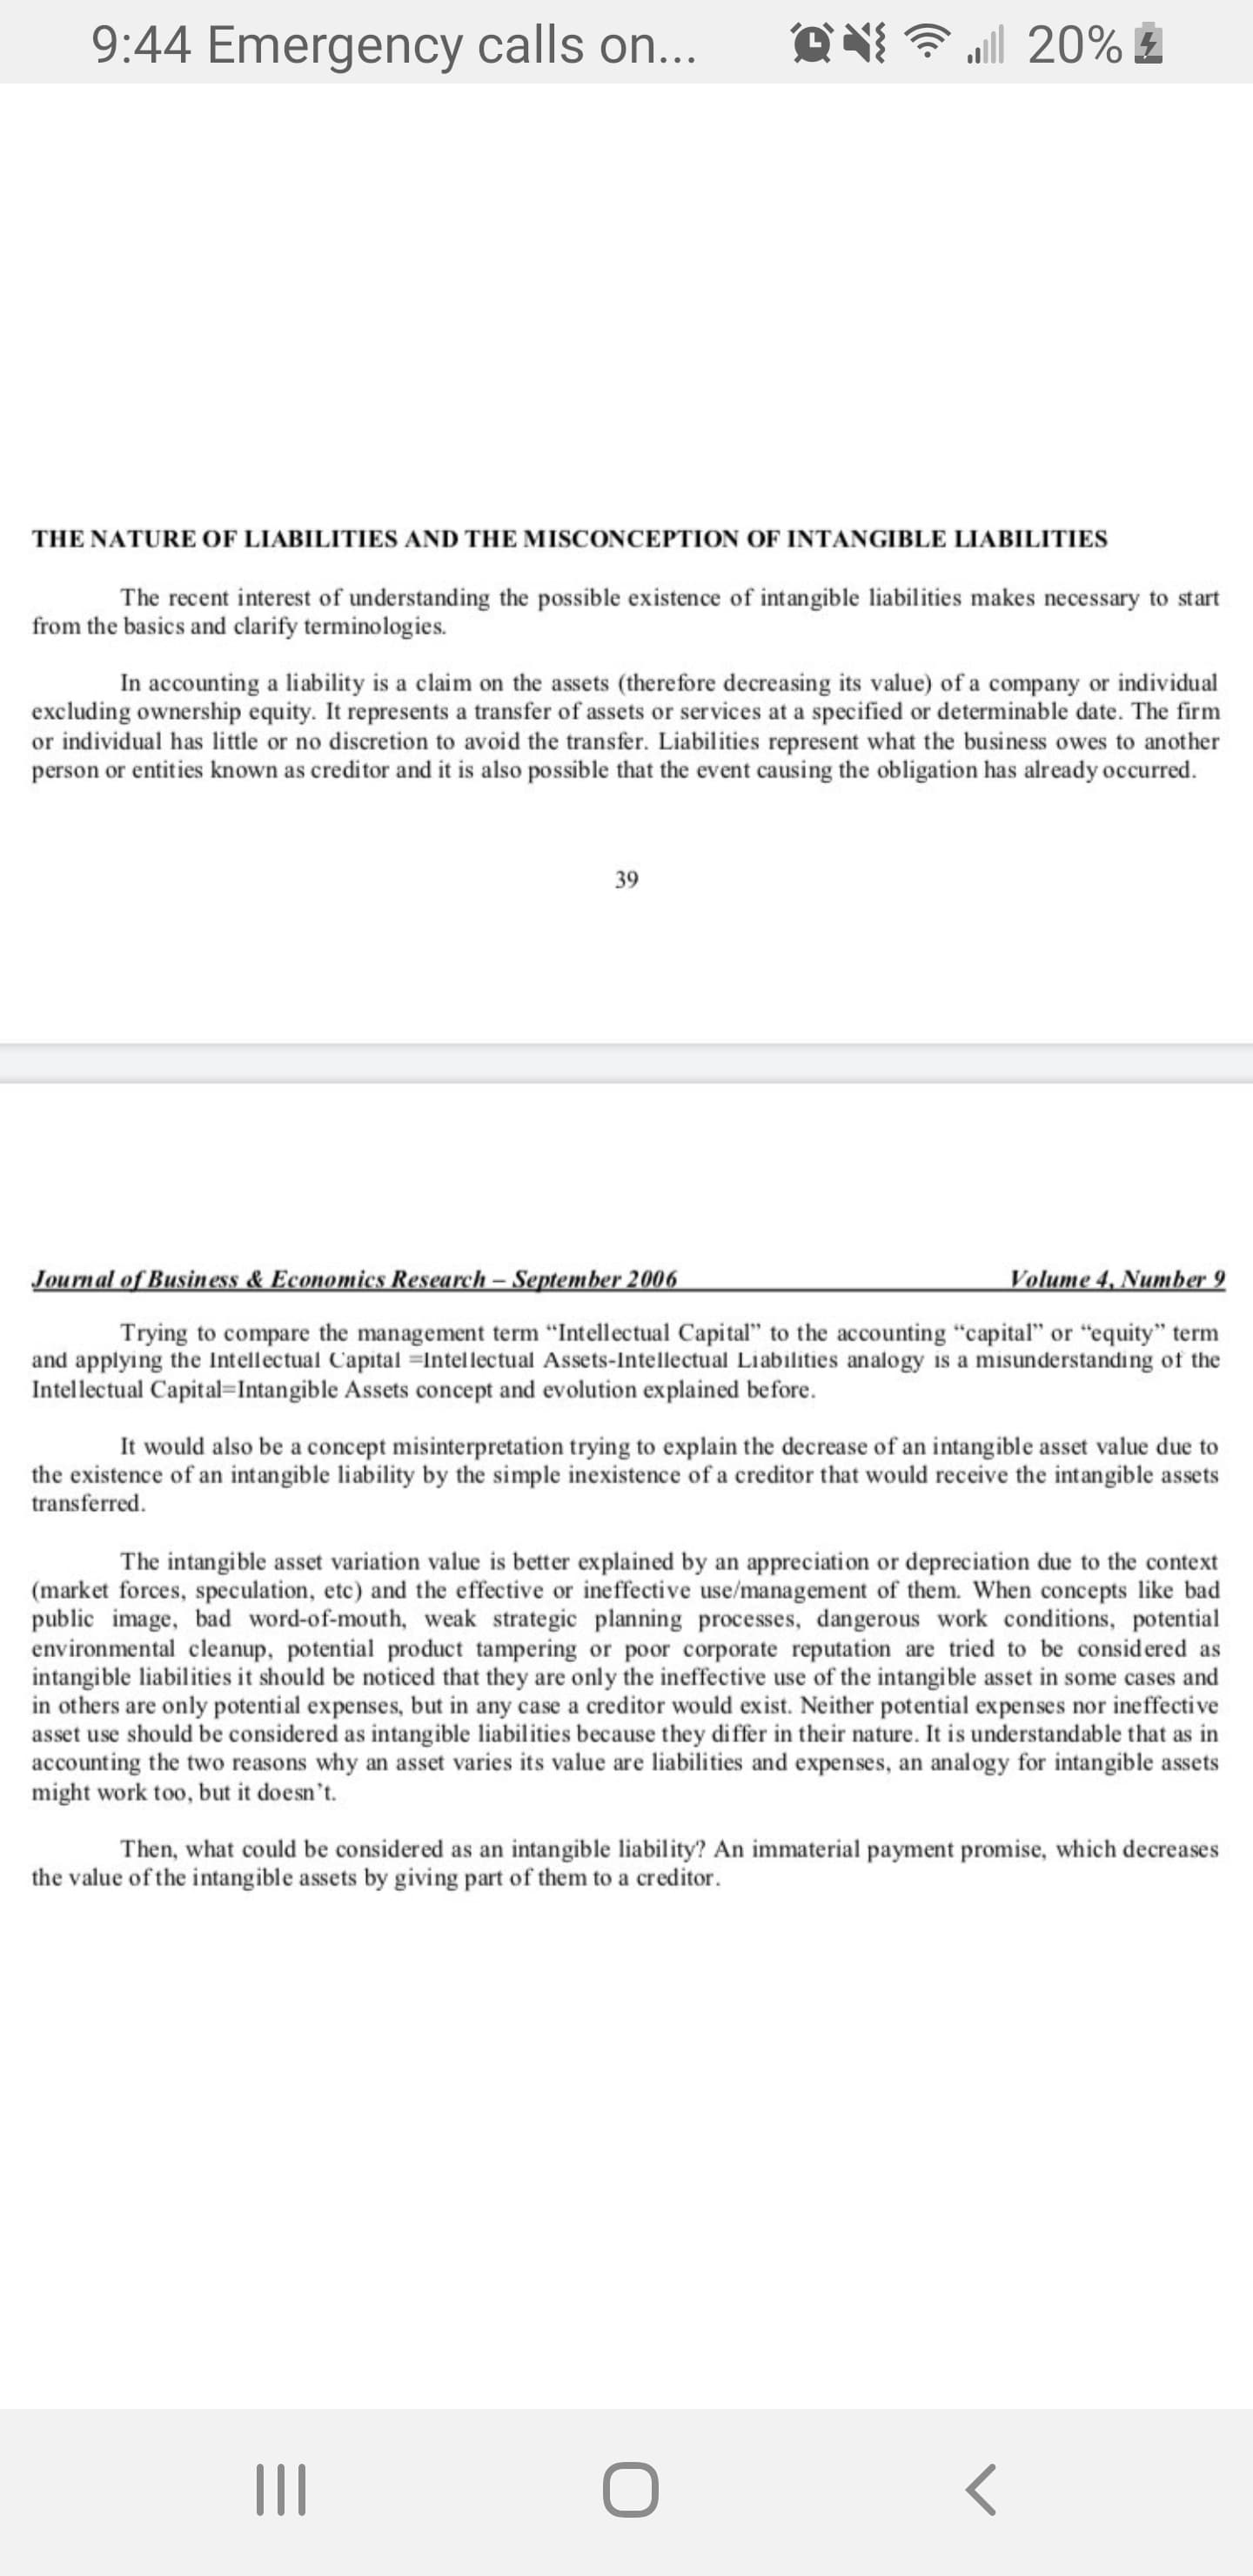 9:44 Emergency calls on... 20%
THE NATURE OF LIABILITIES AND THE MISCONCEPTION OF INTANGIBLE LIABILITIES
The recent interest of understanding the possible existence of intangible liabilities makes necessary to start
from the basics and clarify terminologies.
In accounting a liability is a claim on the assets (therefore decreasing its value) of a company or individual
excluding ownership equity. It represents a transfer of assets or services at a specified or determinable date. The firm
or individual has little or no discretion to avoid the transfer. Liabilities represent what the business owes to another
person or entities known as creditor and it is also possible that the event causing the obligation has already occurred.
39
Journal of Business & Economics Research – September 2006 Volume 4, Number 9
Trying to compare the management term “Intellectual Capital” to the accounting “capital” or “equity” term
and applying the Intellectual Capital =Intellectual Assets-Intellectual Liabilities analogy is a misunderstanding of the
Intellectual Capital=Intangible Assets concept and evolution explained before.
It would also be a concept misinterpretation trying to explain the decrease of an intangible asset value due to
the existence of an intangible liability by the simple inexistence of a creditor that would receive the intangible assets
transferred.
The intangible asset variation value is better explained by an appreciation or depreciation due to the context
(market forces, speculation, etc) and the effective or ineffective use/management of them. When concepts like bad
public image, bad word-of-mouth, weak strategic planning processes, dangerous work conditions, potential
environmental cleanup, potential product tampering or poor corporate reputation are tried to be considered as
intangible liabilities it should be noticed that they are only the ineffective use of the intangible asset in some cases and
in others are only potential expenses, but in any case a creditor would exist. Neither potential expenses nor ineffective
asset use should be considered as intangible liabilities because they differ in their nature. It is understandable that as in
accounting the two reasons why an asset varies its value are liabilities and expenses, an analogy for intangible assets
might work too, but it doesn’t.
Then, what could be considered as an intangible liability? An immaterial payment promise, which decreases
the value of the intangible assets by giving part of them to a creditor.